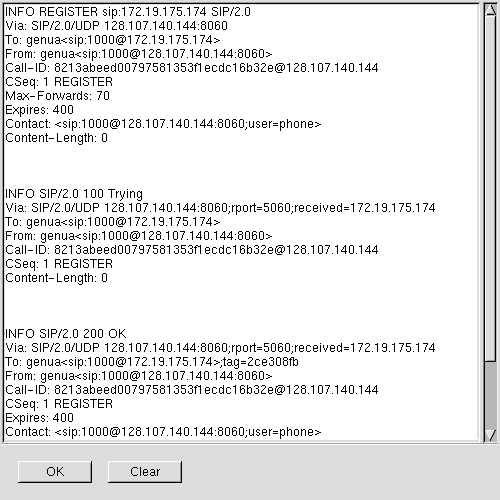 INFO REGISTER sip:172.19.175.174 SIP/2.0
Via: SIP/2.0/UDP 128.107.140.144:8060
To: genua<sip:1000@172.19.175.174>
From: genua<sip:1000@128.107.140.144:8060>
Call-ID: 8213abeed00797581353f1ecdc16b32e@128.107.140.144
CSeq: 1 REGISTER
Max-Forwards: 70
Expires: 400
Contact: <sip:1000@128.107.140.144:8060;user=phone>
Content-Length: 0
INFO SIP/2.0 100 Trying
Via: SIP/2.0/UDP 128.107.140.144:8060;rport=5060;received=172.19.175.174
To: genua<sip:1000@172.19.175.174>
From: genua<sip:1000@128.107.140.144:8060>
Call-ID: 8213abeed00797581353f1ecdc16b32e@128.107.140.144
CSeq: 1 REGISTER
Content-Length: 0
INFO SIP/2.0 200 OK
Via: SIP/2.0/UDP 128.107.140.144:8060;rport=5060;received=172.19.175.174
To: genua<sip:1000@172.19.175.174>;tag=2ce308fb
From: genua<sip:1000@128.107.140.144:8060>
Call-ID: 8213abeed00797581353f1ecdc16b32e@128.107.140.144
CSeq: 1 REGISTER
Expires: 400
Contact: <sip:1000@128.107.140.144:8060;user=phone>
OK Clear